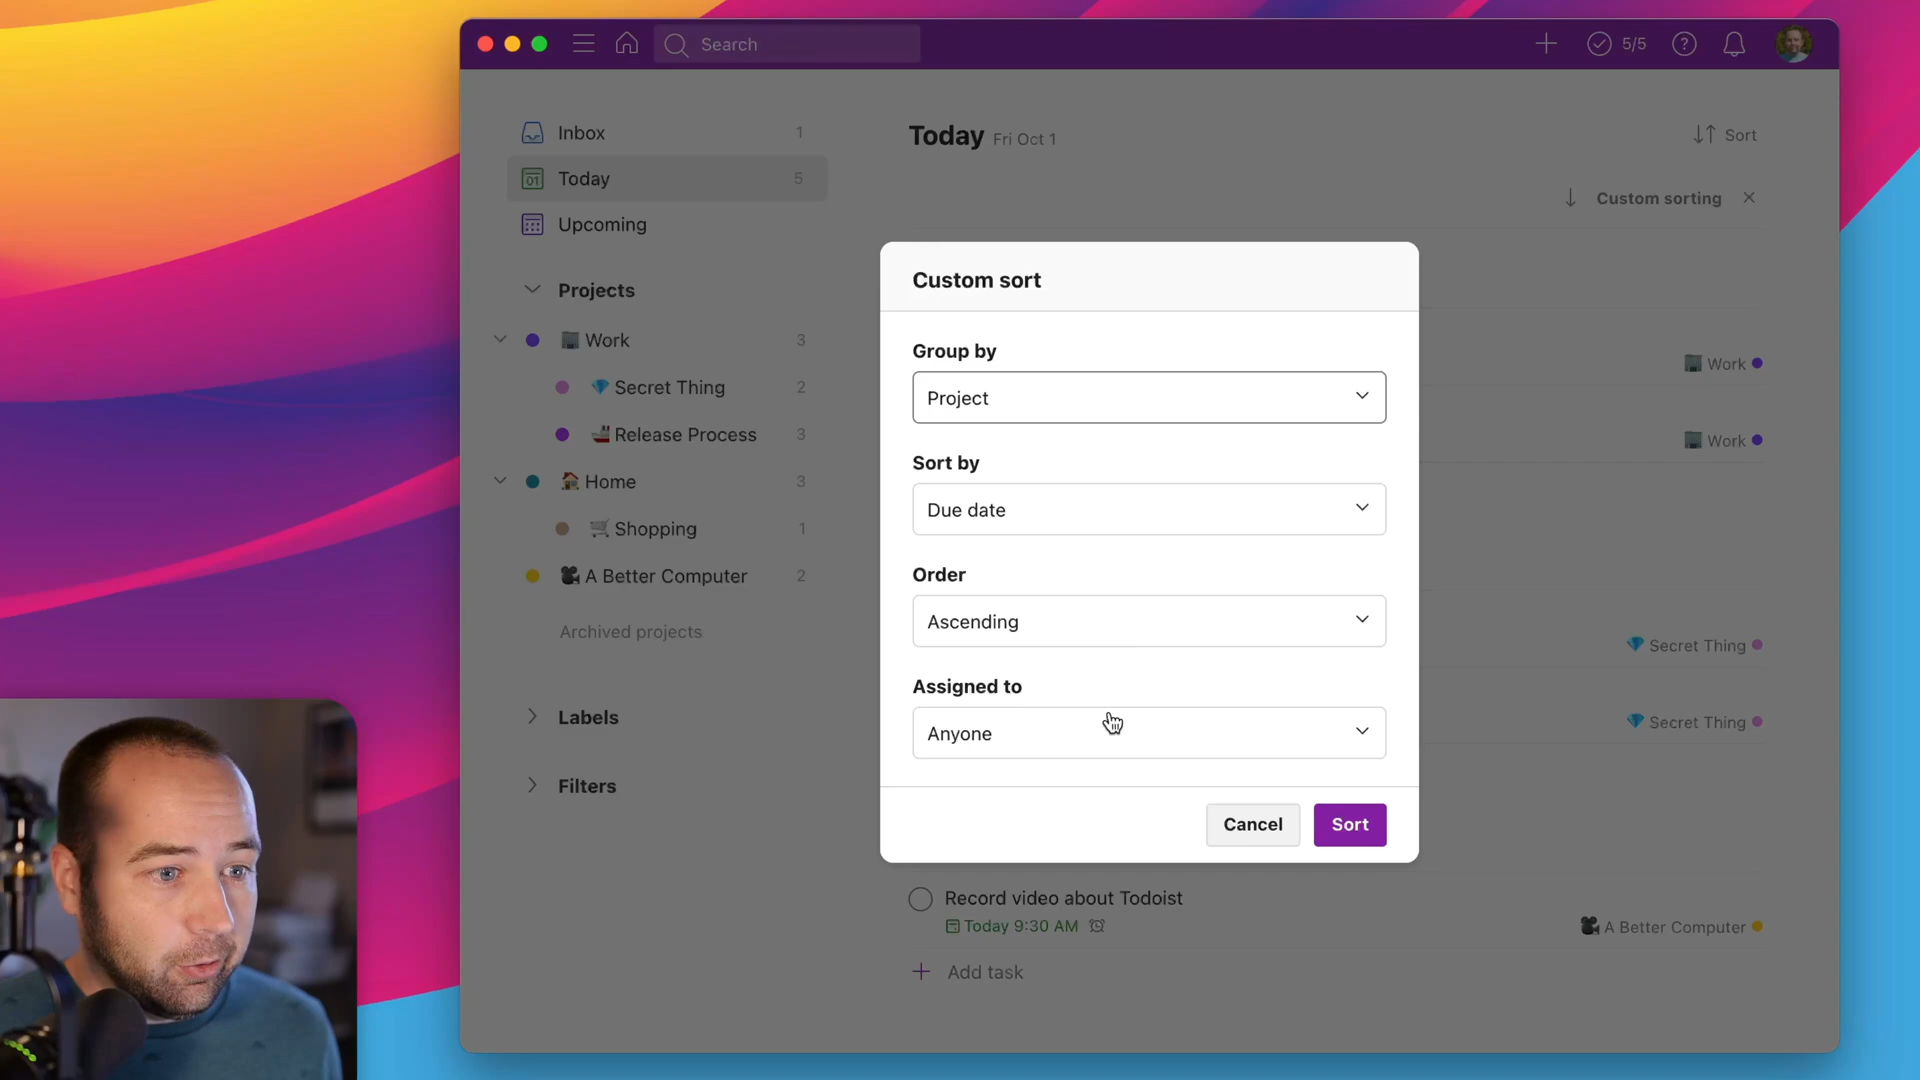 Search
5/5
Inbox 1
Today 5
Upcoming
Projects
Work 3
Secret Thing 2
Release Process 3
Home 3
Shopping 1
A Better Computer 2
Archived projects
Labels
Filters
Today Fri Oct 1
Sort
Custom sorting
Work
Work
Secret Thing
Secret Thing
Custom sort
Group by
Project
Sort by
Due date
Order
Ascending
Assigned to
Anyone
Cancel Sort
Record video about Todoist
Today 9:30 AM
A Better Computer
Add task